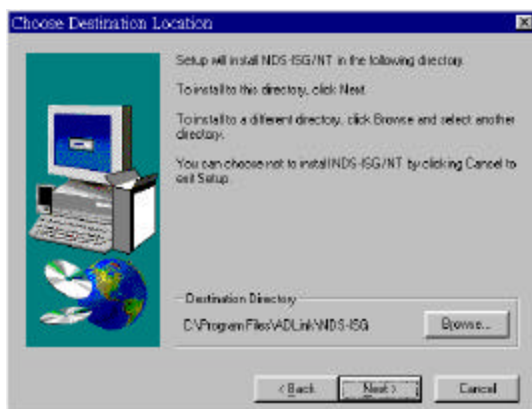 Choose Destination Location
Setup will install NDS-ISG/NT in the following directory.
To install to this directory, click Next.
To install to a different directory, click Browse and select another
directory.
You can choose not to install NDS-ISG/NT by clicking Cancel to
exit Setup.
Destination Directory
C:\Program Files\ADLink\NDS-ISG
Browse...
< Back
Next >
Cancel